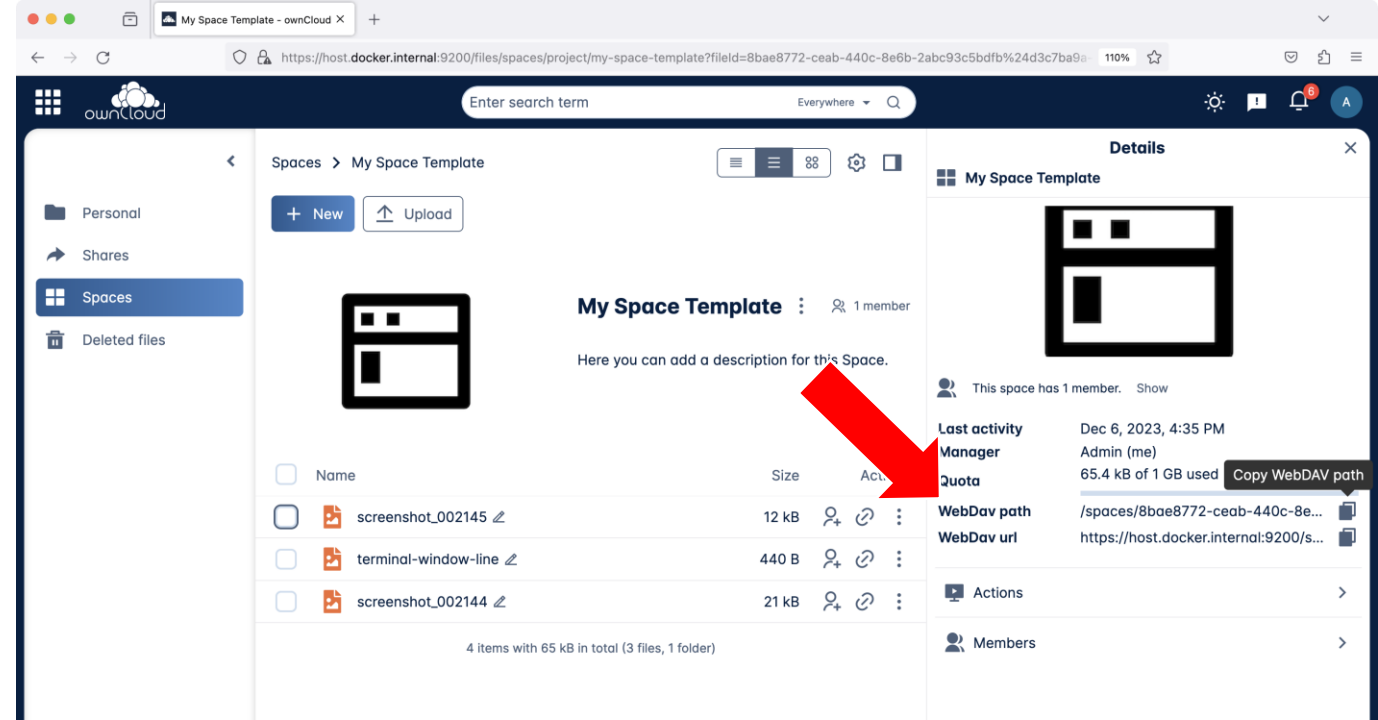 My Space Template - ownCloud
https://host.docker.internal:9200/files/spaces/project/my-space-template?fileId=8bae8772-ceab-440c-8e6b-2abc93c5bdfb%24d3c7ba9a-
110%
ownCloud
Enter search term
Everywhere
6
A
Personal
Shares
Spaces
Deleted files
Spaces > My Space Template
+ New
Upload
My Space Template
1 member
Here you can add a description for this Space.
Name Size Act
screenshot_002145 12 kB
terminal-window-line 440 B
screenshot_002144 21 kB
4 items with 65 kB in total (3 files, 1 folder)
Details
My Space Template
This space has 1 member. Show
Last activity Dec 6, 2023, 4:35 PM
Manager Admin (me)
Quota 65.4 kB of 1 GB used
Copy WebDAV path
WebDav path /spaces/8bae8772-ceab-440c-8e...
WebDav url https://host.docker.internal:9200/s...
Actions
Members